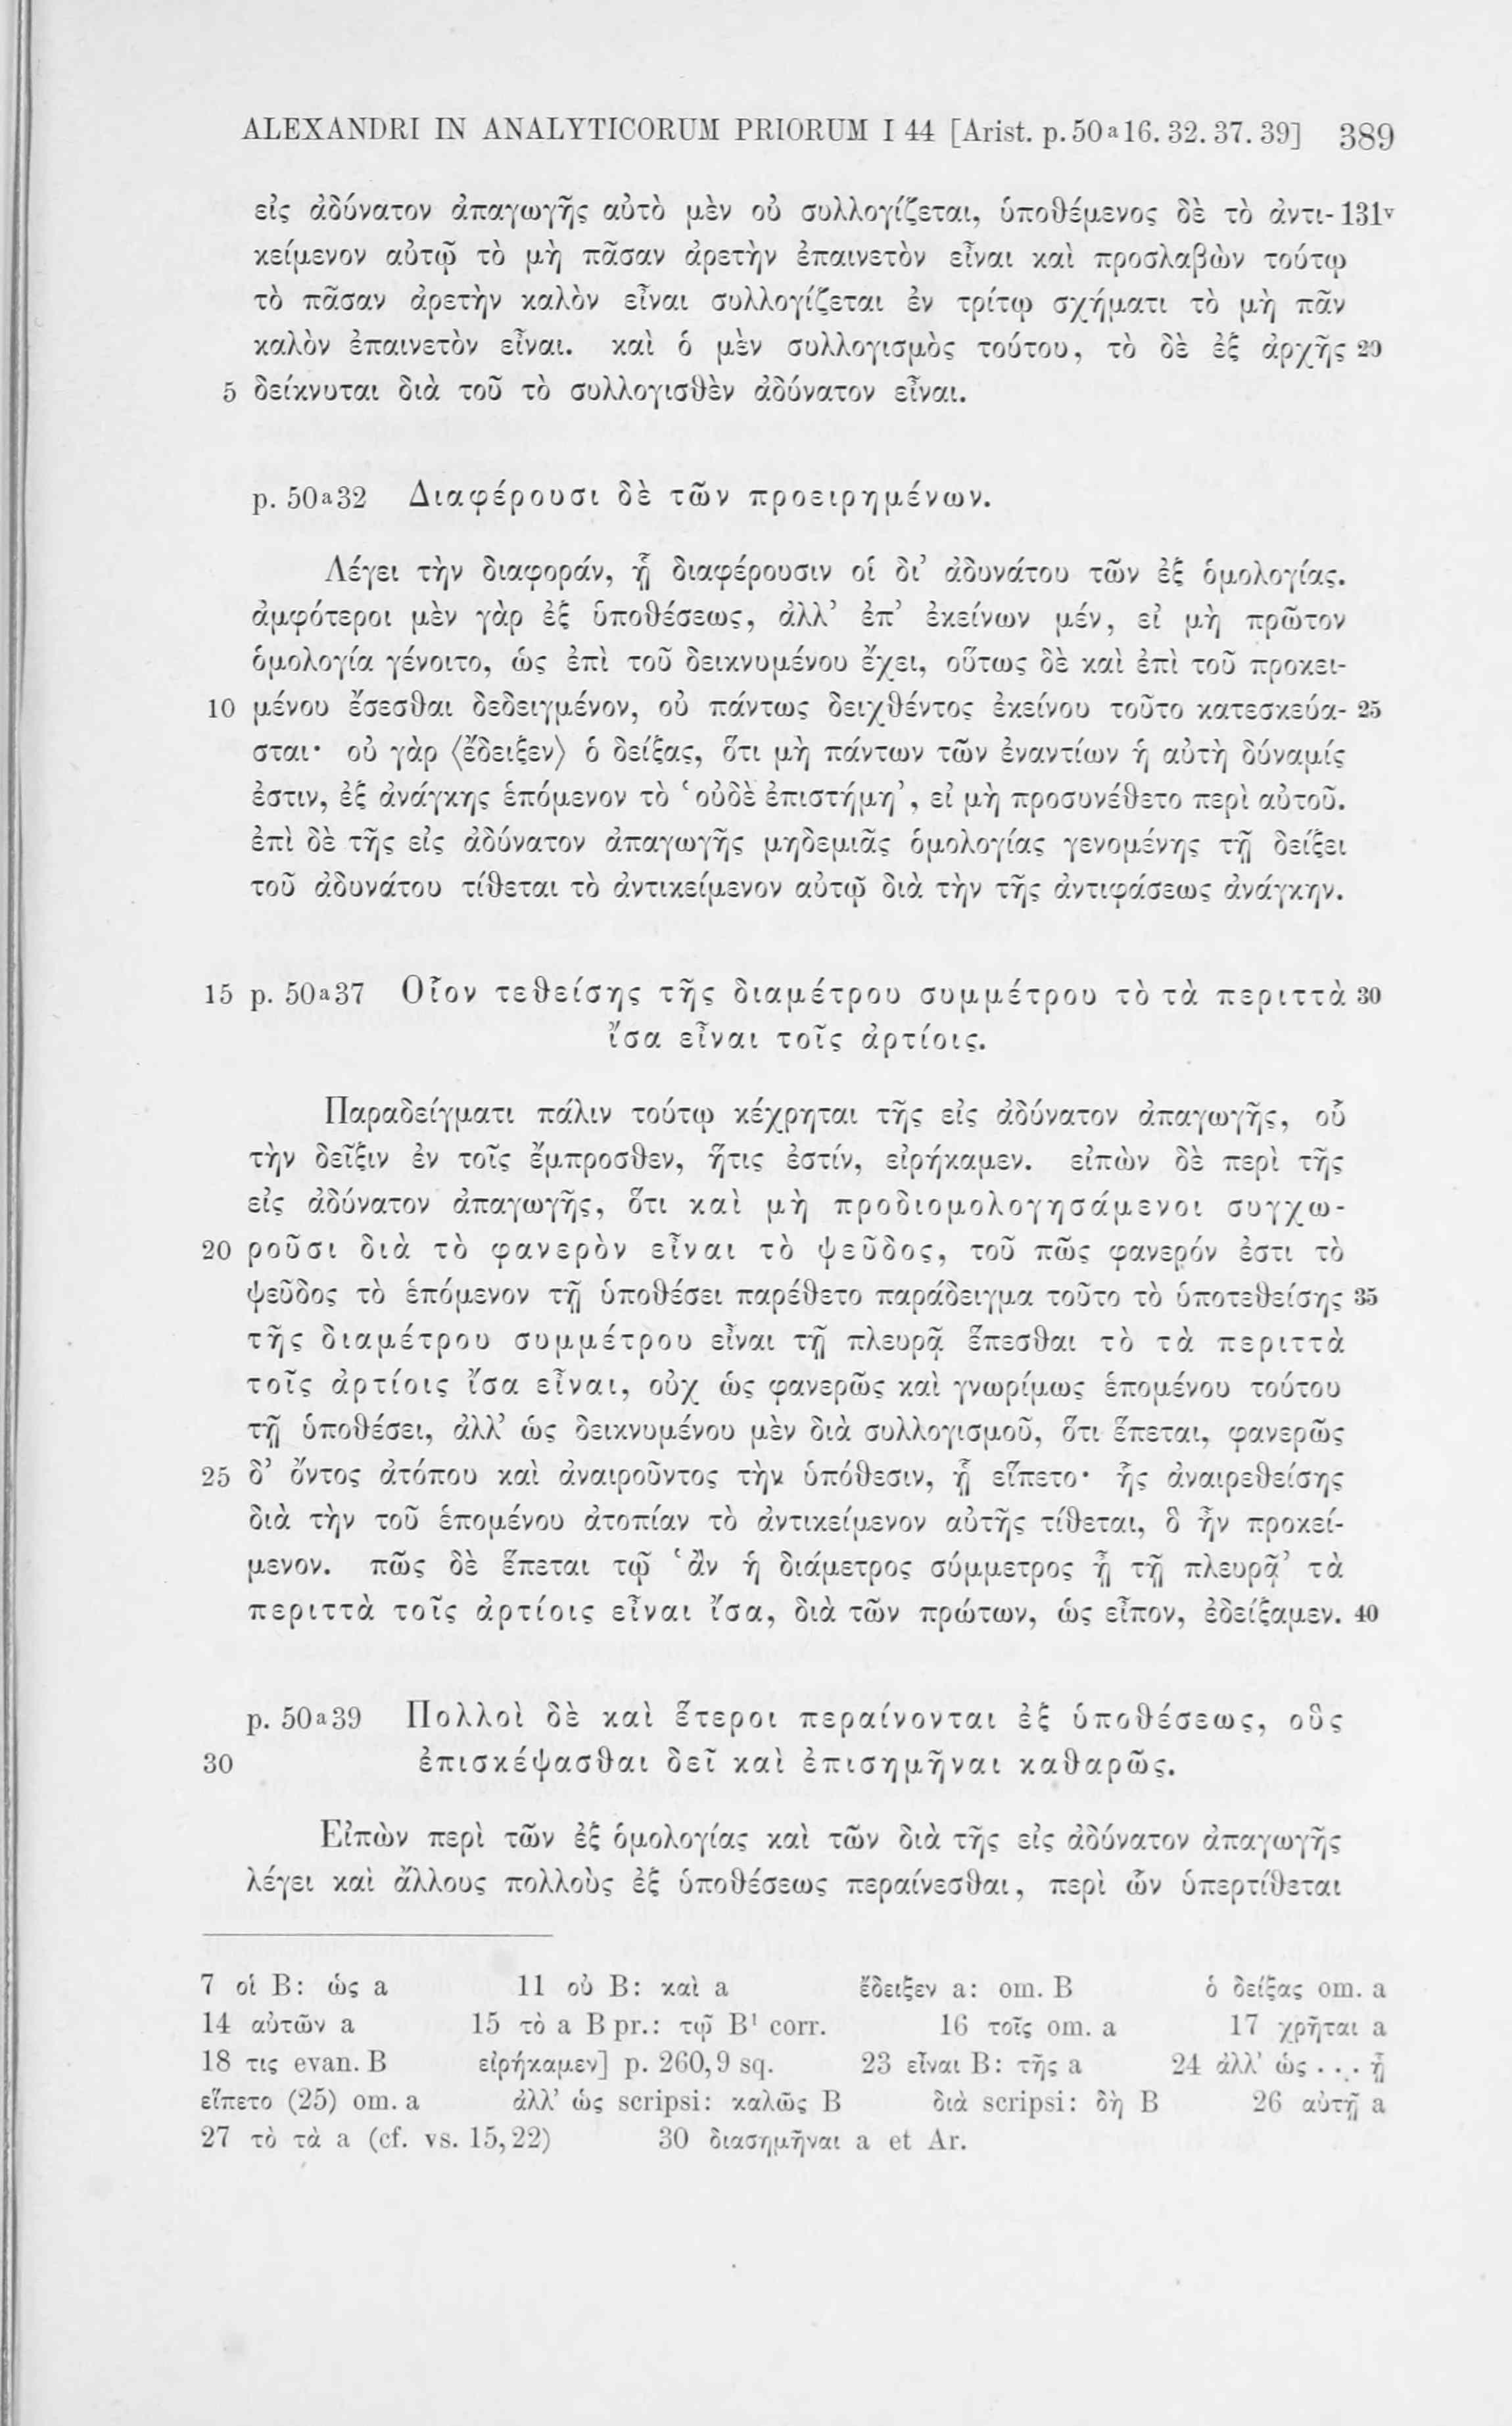 ALEXANDRI IN ANALYTICORUM PRIORUM I 44 [Arist. p. 50ª16. 32. 37. 39] 389
εἰς ἀδύνατον ἀπαγωγῆς αὐτὸ μὲν οὐ συλλογίζεται, ὑποθέμενος δὲ τὸ ἀντι- 131ᵛ
κείμενον αὐτῷ τὸ μὴ πᾶσαν ἀρετὴν ἐπαινετὸν εἶναι καὶ προσλαβὼν τούτῳ
τὸ πᾶσαν ἀρετὴν καλὸν εἶναι συλλογίζεται ἐν τρίτῳ σχήματι τὸ μὴ πᾶν
καλὸν ἐπαινετὸν εἶναι. καὶ ὁ μὲν συλλογισμὸς τούτου, τὸ δὲ ἐξ ἀρχῆς 20
5 δείκνυται διὰ τοῦ τὸ συλλογισθὲν ἀδύνατον εἶναι.
p. 50ª32 Διαφέρουσι δὲ τῶν προειρημένων.
Λέγει τὴν διαφοράν, ᾗ διαφέρουσιν οἱ δι’ ἀδυνάτου τῶν ἐξ ὁμολογίας.
ἀμφότεροι μὲν γὰρ ἐξ ὑποθέσεως, ἀλλ’ ἐπ’ ἐκείνων μέν, εἰ μὴ πρῶτον
ὁμολογία γένοιτο, ὡς ἐπὶ τοῦ δεικνυμένου ἔχει, οὕτως δὲ καὶ ἐπὶ τοῦ προκει-
10 μένου ἔσεσθαι δεδειγμένον, οὐ πάντως δειχθέντος ἐκείνου τοῦτο κατεσκεύα- 25
σται· οὐ γὰρ ⟨ἔδειξεν⟩ ὁ δείξας, ὅτι μὴ πάντων τῶν ἐναντίων ἡ αὐτὴ δύναμίς
ἐστιν, ἐξ ἀνάγκης ἑπόμενον τὸ ‘οὐδὲ ἐπιστήμη’, εἰ μὴ προσυνέθετο περὶ αὐτοῦ.
ἐπὶ δὲ τῆς εἰς ἀδύνατον ἀπαγωγῆς μηδεμιᾶς ὁμολογίας γενομένης τῇ δείξει
τοῦ ἀδυνάτου τίθεται τὸ ἀντικείμενον αὐτῷ διὰ τὴν τῆς ἀντιφάσεως ἀνάγκην.
15 p. 50ª37 Οἷον τεθείσης τῆς διαμέτρου συμμέτρου τὸ τὰ περιττὰ 30
ἴσα εἶναι τοῖς ἀρτίοις.
Παραδείγματι πάλιν τούτῳ κέχρηται τῆς εἰς ἀδύνατον ἀπαγωγῆς, οὗ
τὴν δεῖξιν ἐν τοῖς ἔμπροσθεν, ἥτις ἐστίν, εἰρήκαμεν. εἰπὼν δὲ περὶ τῆς
εἰς ἀδύνατον ἀπαγωγῆς, ὅτι καὶ μὴ προδιομολογησάμενοι συγχω-
20 ροῦσι διὰ τὸ φανερὸν εἶναι τὸ ψεῦδος, τοῦ πῶς φανερόν ἐστι τὸ
ψεῦδος τὸ ἑπόμενον τῇ ὑποθέσει παρέθετο παράδειγμα τοῦτο τὸ ὑποτεθείσης 35
τῆς διαμέτρου συμμέτρου εἶναι τῇ πλευρᾷ ἕπεσθαι τὸ τὰ περιττὰ
τοῖς ἀρτίοις ἴσα εἶναι, οὐχ ὡς φανερῶς καὶ γνωρίμως ἑπομένου τούτου
τῇ ὑποθέσει, ἀλλ’ ὡς δεικνυμένου μὲν διὰ συλλογισμοῦ, ὅτι ἕπεται, φανερῶς
25 δ’ ὄντος ἀτόπου καὶ ἀναιροῦντος τὴν ὑπόθεσιν, ᾗ εἵπετο· ἧς ἀναιρεθείσης
διὰ τὴν τοῦ ἑπομένου ἀτοπίαν τὸ ἀντικείμενον αὐτῆς τίθεται, ὃ ἦν προκεί-
μενον. πῶς δὲ ἕπεται τῷ ‘ἂν ἡ διάμετρος σύμμετρος ᾖ τῇ πλευρᾷ’ τὰ
περιττὰ τοῖς ἀρτίοις εἶναι ἴσα, διὰ τῶν πρώτων, ὡς εἶπον, ἐδείξαμεν. 40
p. 50ª39 Πολλοὶ δὲ καὶ ἕτεροι περαίνονται ἐξ ὑποθέσεως, οὓς
30 ἐπισκέψασθαι δεῖ καὶ ἐπισημῆναι καθαρῶς.
Εἰπὼν περὶ τῶν ἐξ ὁμολογίας καὶ τῶν διὰ τῆς εἰς ἀδύνατον ἀπαγωγῆς
λέγει καὶ ἄλλους πολλοὺς ἐξ ὑποθέσεως περαίνεσθαι, περὶ ὧν ὑπερτίθεται
7 οἱ B: ὡς a 11 οὐ B: καὶ a ἔδειξεν a: om. B ὁ δείξας om. a
14 αὐτῶν a 15 τὸ a B pr.: τῷ B¹ corr. 16 τοῖς om. a 17 χρῆται a
18 τις evan. B εἰρήκαμεν] p. 260,9 sq. 23 εἶναι B: τῆς a 24 ἀλλ’ ὡς ... ᾗ
εἵπετο (25) om. a ἀλλ’ ὡς scripsi: καλῶς B διὰ scripsi: δὴ B 26 αὐτῇ a
27 τὸ τὰ a (cf. vs. 15,22) 30 διασημῆναι a et Ar.